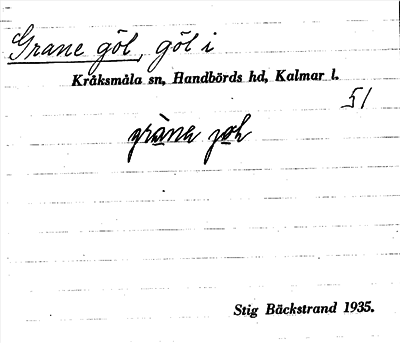 Grane göl, göl i
Kråksmåla sn, Handbörds hd, Kalmar l.
51
Stig Bäckstrand 1935.